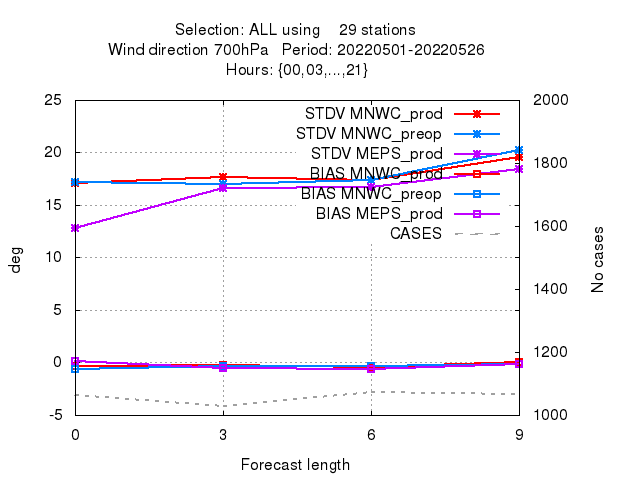 Selection: ALL using 29 stations
Wind direction 700hPa Period: 20220501-20220526
Hours: {00,03,...,21}
25
20
15
10
5
0
-5
2000
1800
1600
1400
1200
1000
STDV MNWC_prod
STDV MNWC_preop
STDV MEPS_prod
BIAS MNWC_prod
BIAS MNWC_preop
BIAS MEPS_prod
CASES
deg
No cases
0 3 6 9
Forecast length